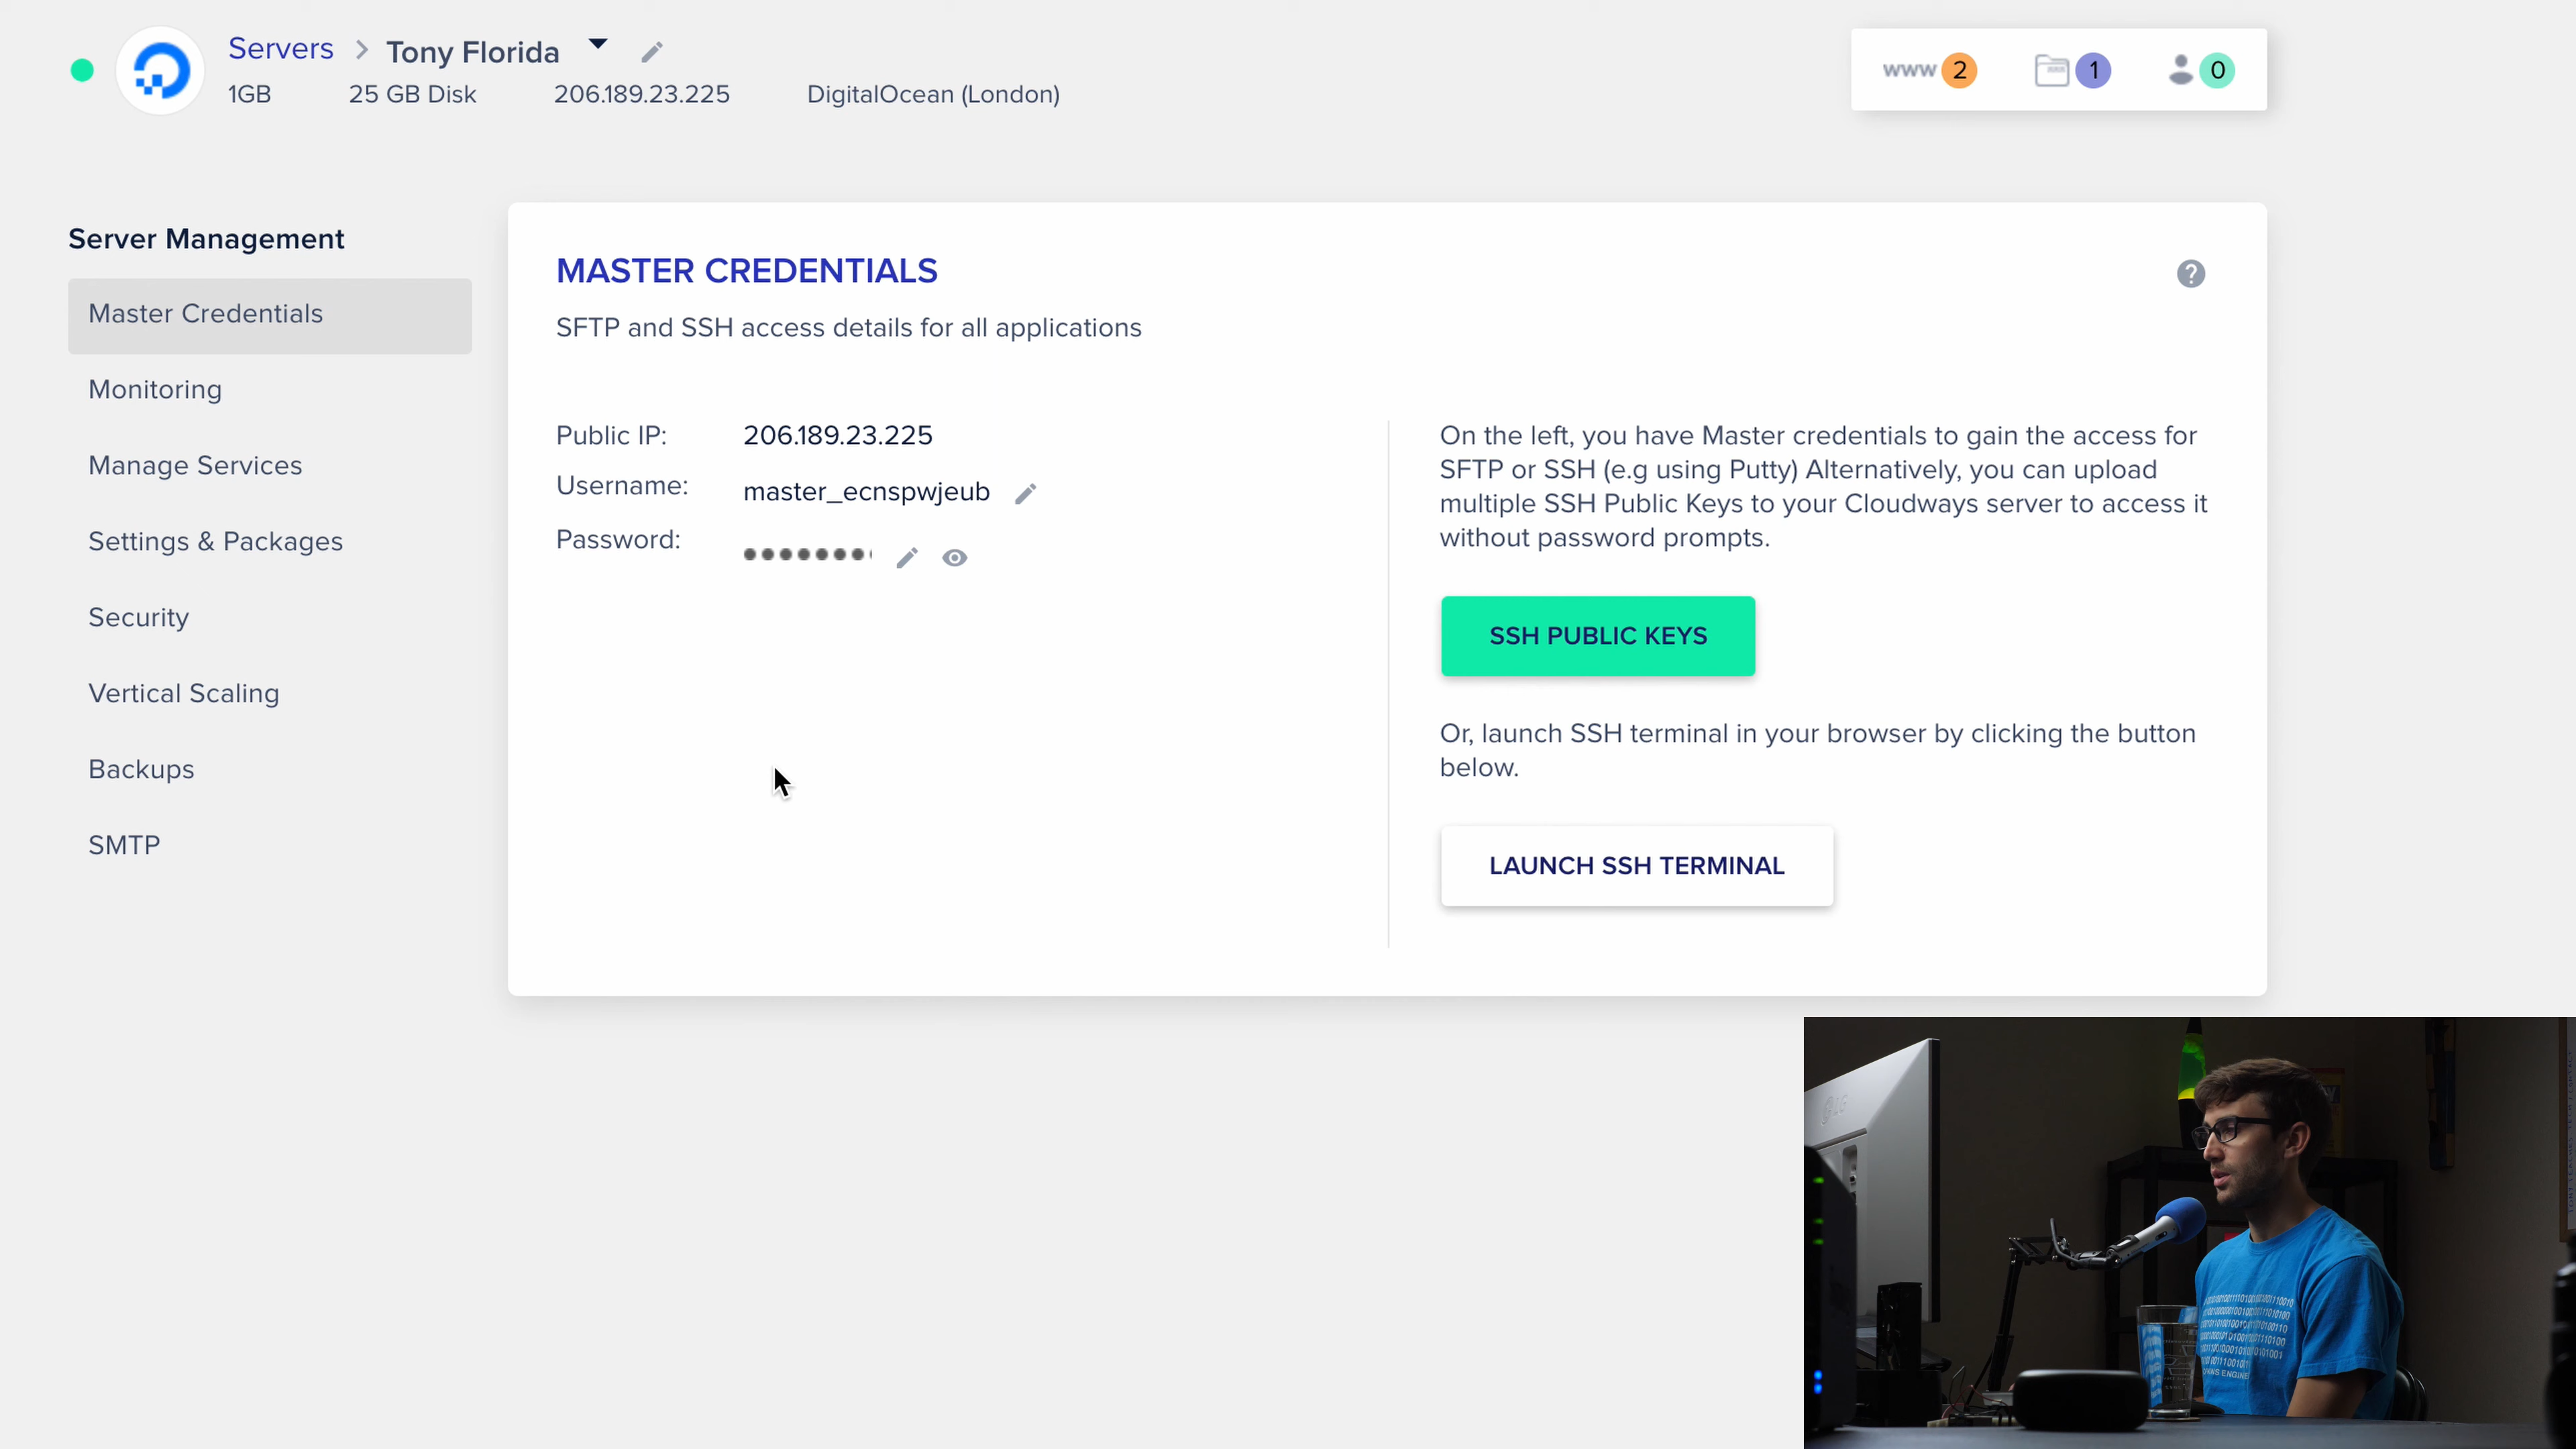 Servers > Tony Florida
1GB 25 GB Disk 206.189.23.225 DigitalOcean (London)
www 2 1 0
Server Management
Master Credentials
Monitoring
Manage Services
Settings & Packages
Security
Vertical Scaling
Backups
SMTP
MASTER CREDENTIALS
SFTP and SSH access details for all applications
Public IP: 206.189.23.225
Username: master_ecnspwjeub
Password: ••••••••
On the left, you have Master credentials to gain the access for
SFTP or SSH (e.g using Putty) Alternatively, you can upload
multiple SSH Public Keys to your Cloudways server to access it
without password prompts.
SSH PUBLIC KEYS
Or, launch SSH terminal in your browser by clicking the button
below.
LAUNCH SSH TERMINAL
LG